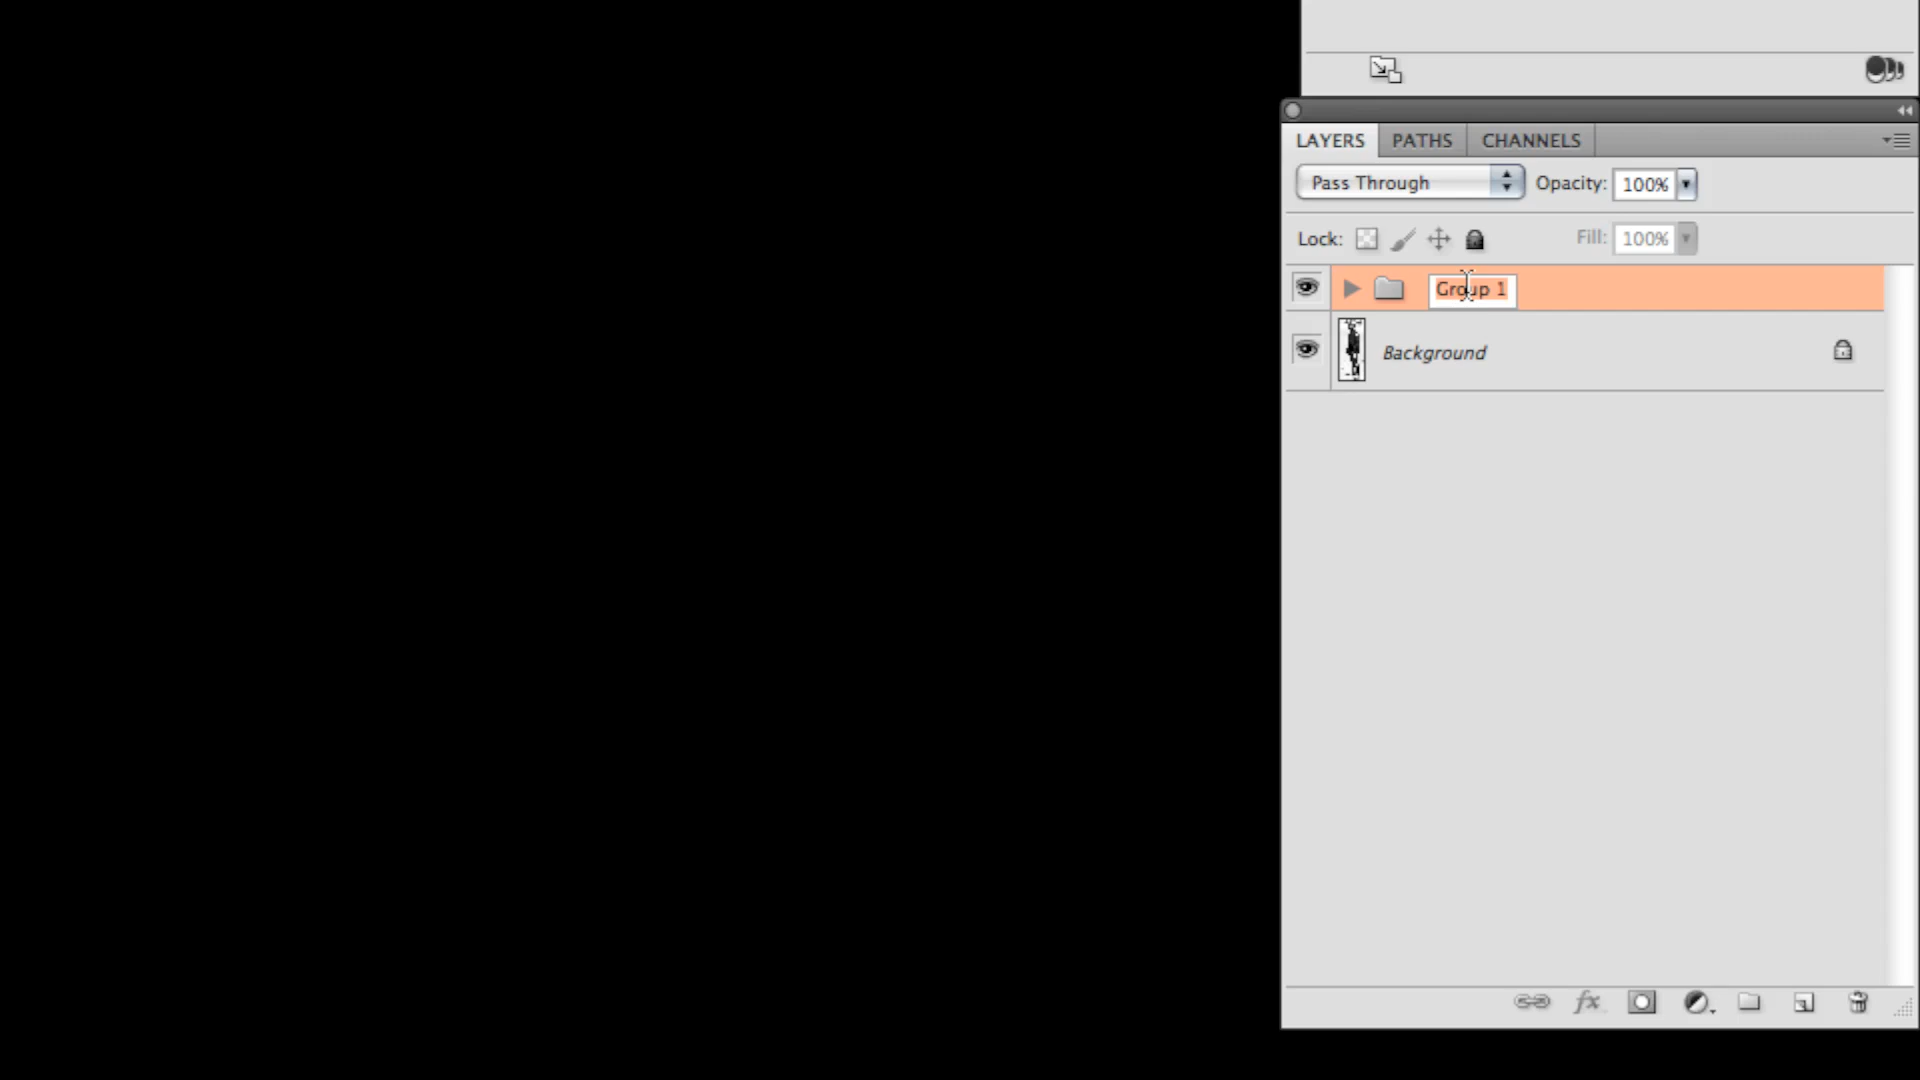 LAYERS PATHS CHANNELS
Pass Through Opacity: 100%
Lock: Fill: 100%
Group 1
Background
fx